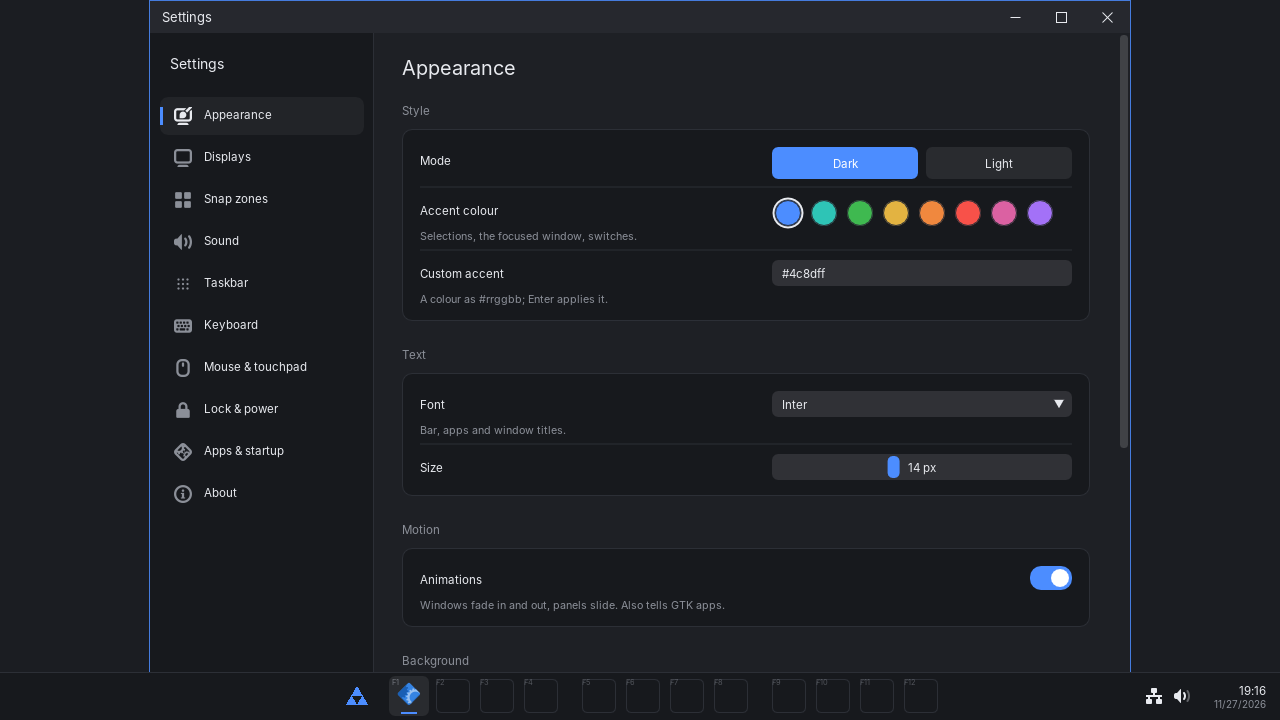 Settings
Settings
Appearance
Displays
Snap zones
Sound
Taskbar
Keyboard
Mouse & touchpad
Lock & power
Apps & startup
About
Appearance
Style
Mode
Dark
Light
Accent colour
Selections, the focused window, switches.
Custom accent
#4c8dff
A colour as #rrggbb; Enter applies it.
Text
Font
Inter
Bar, apps and window titles.
Size
14 px
Motion
Animations
Windows fade in and out, panels slide. Also tells GTK apps.
Background
F1
F2
F3
F4
F5
F6
F7
F8
F9
F10
F11
F12
19:16
11/27/2026